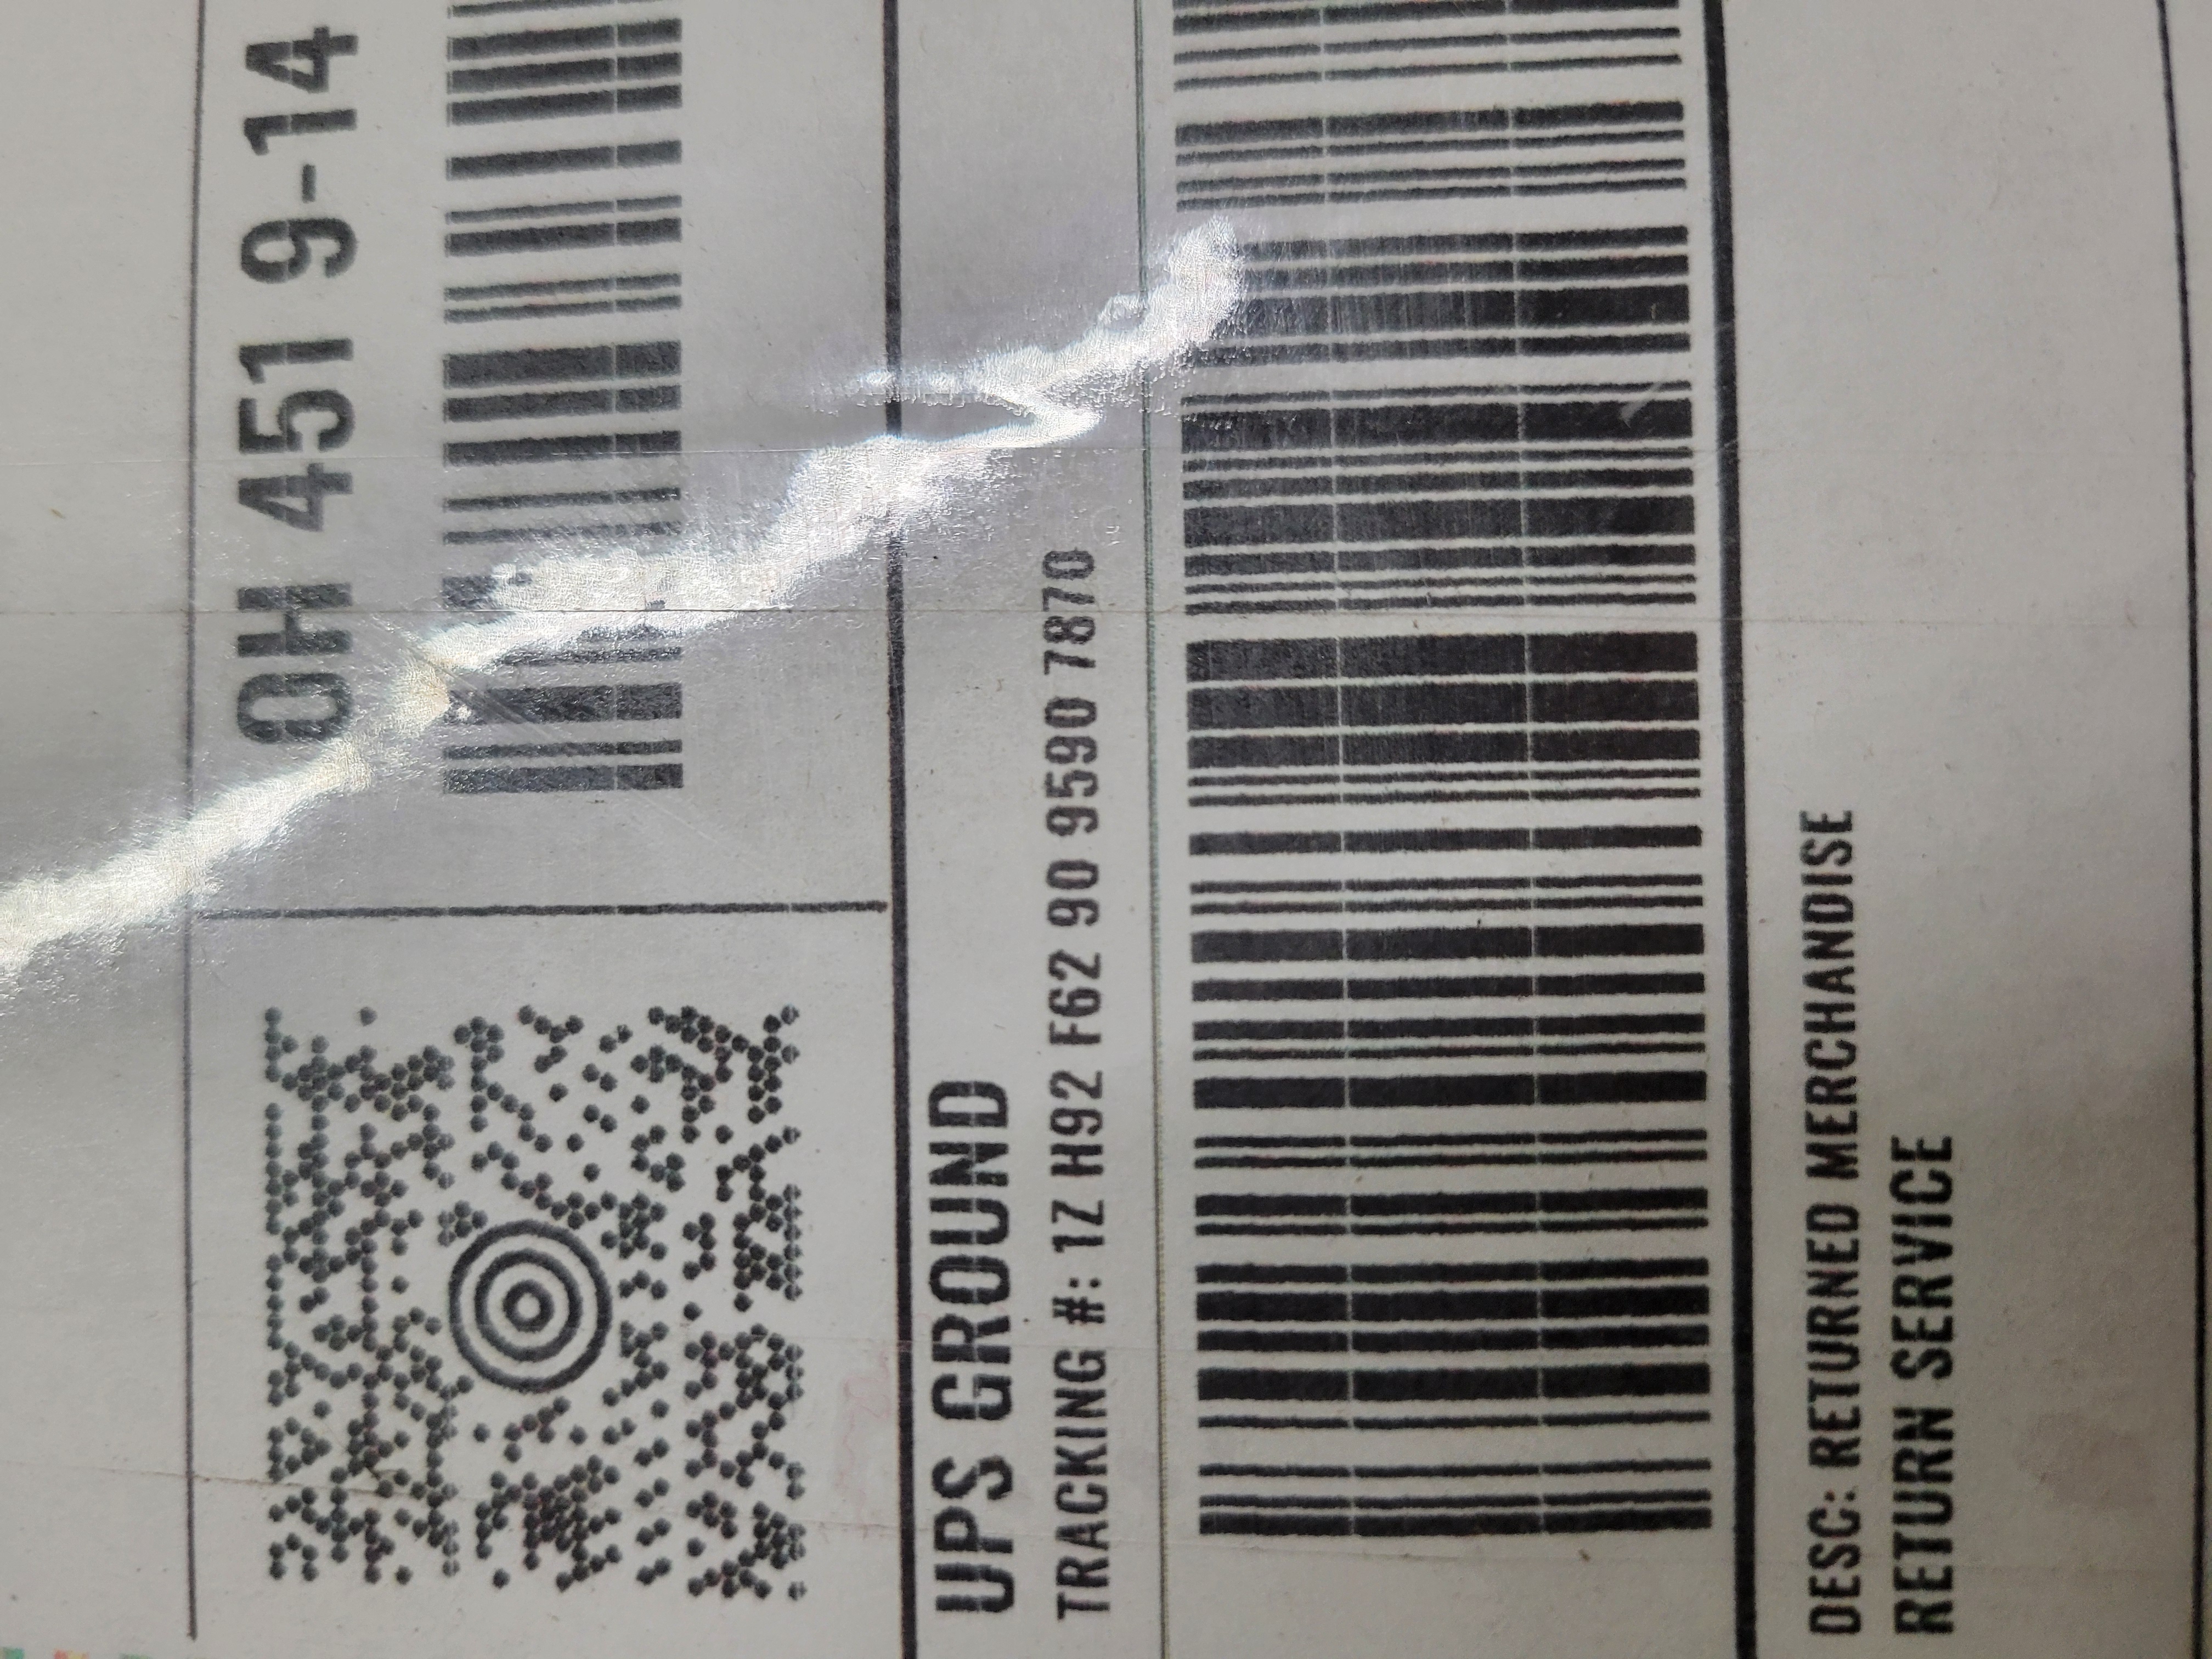 OH 451 9-14
UPS GROUND
TRACKING #: 1Z H92 F62 90 9590 7870
DESC: RETURNED MERCHANDISE
RETURN SERVICE